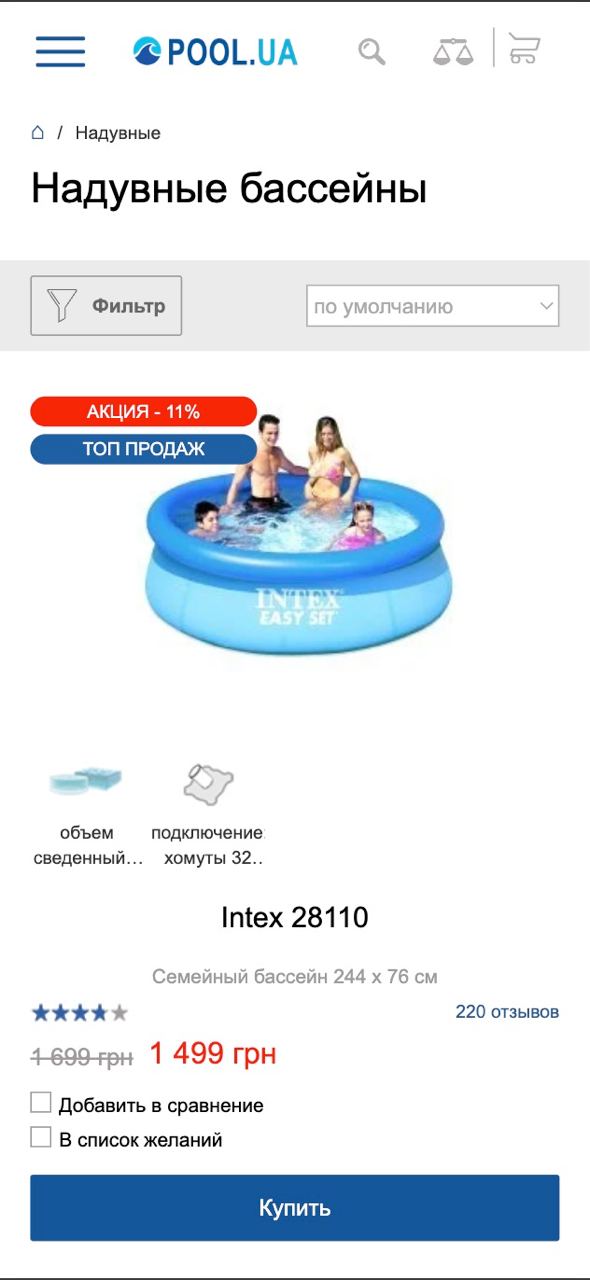 POOL.UA
/ Надувные
Надувные бассейны
Фильтр
по умолчанию
АКЦИЯ - 11%
ТОП ПРОДАЖ
INTEX
EASY SET
объем
сведенный...
подключение
хомуты 32..
Intex 28110
Семейный бассейн 244 x 76 см
220 отзывов
1 699 грн 1 499 грн
Добавить в сравнение
В список желаний
Купить